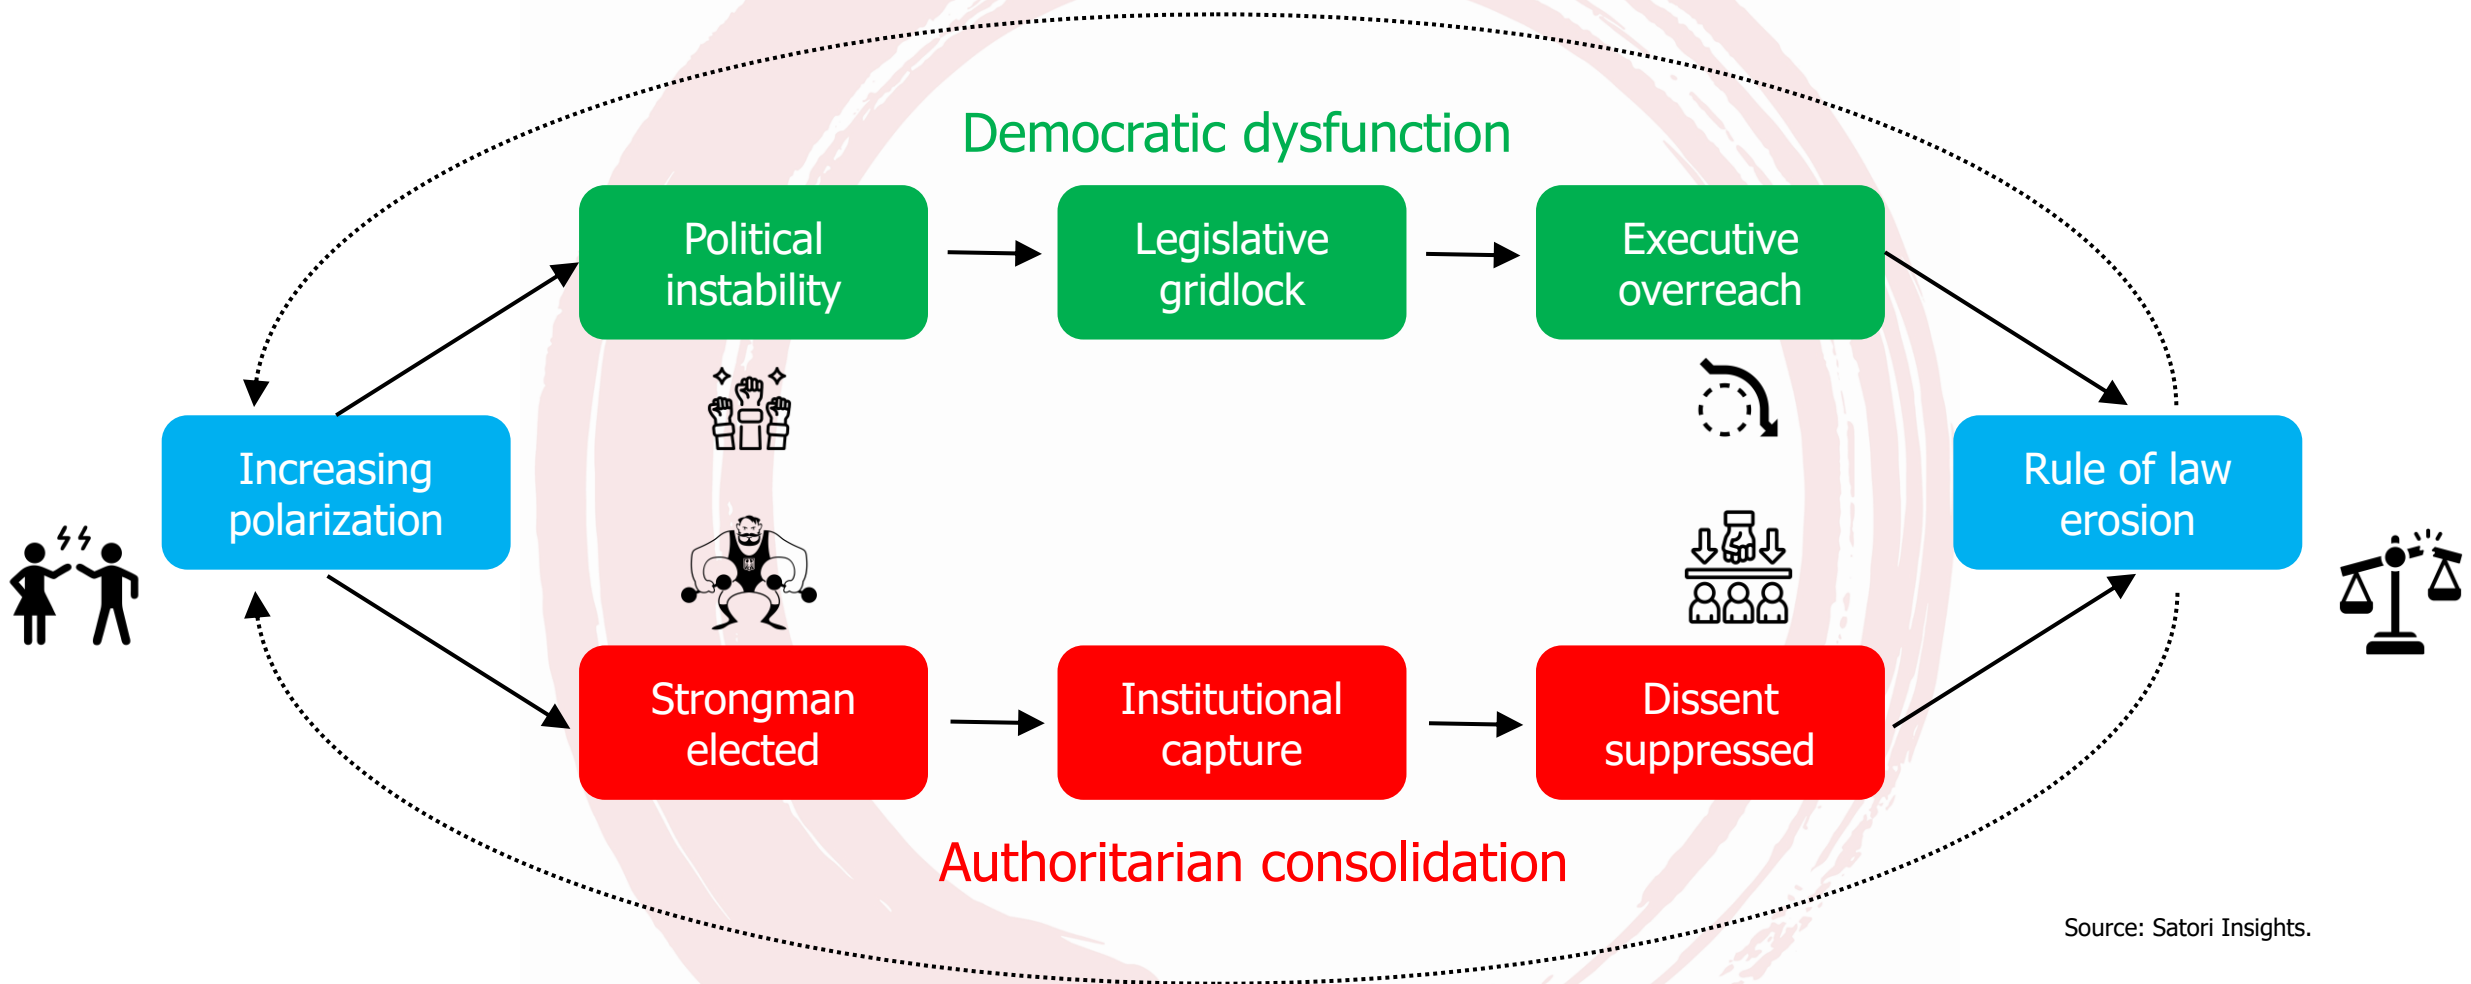 Democratic dysfunction
Political
instability
Legislative
gridlock
Executive
overreach
Increasing
polarization
Rule of law
erosion
Strongman
elected
Institutional
capture
Dissent
suppressed
Authoritarian consolidation
Source: Satori Insights.